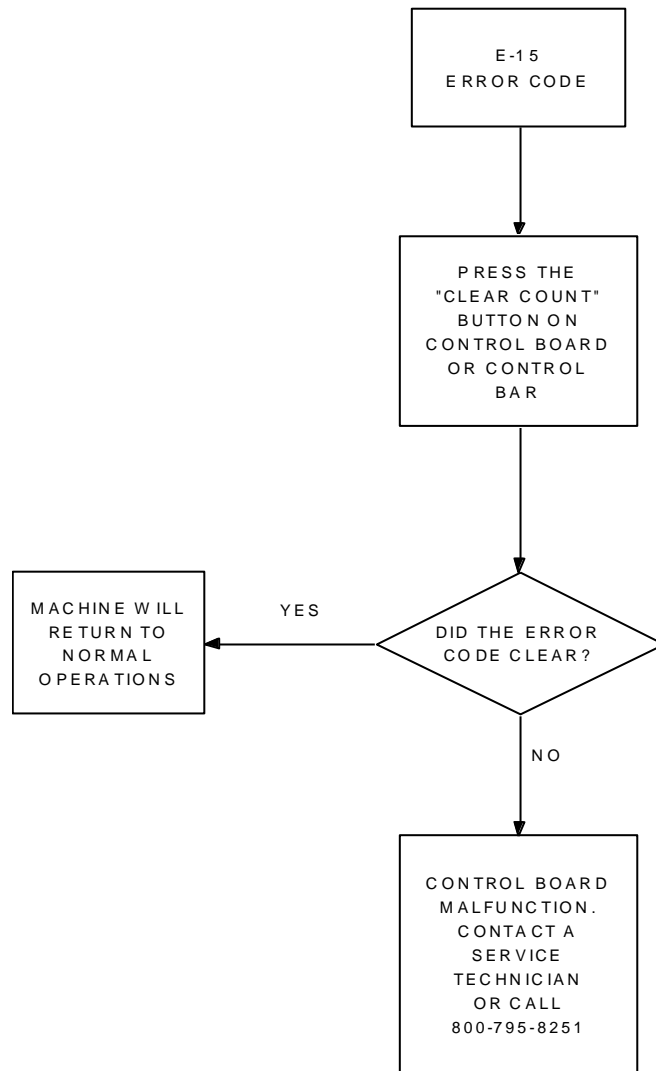 E-15
ERROR CODE
PRESS THE
"CLEAR COUNT"
BUTTON ON
CONTROL BOARD
OR CONTROL
BAR
DID THE ERROR
CODE CLEAR?
YES
MACHINE WILL
RETURN TO
NORMAL
OPERATIONS
NO
CONTROL BOARD
MALFUNCTION.
CONTACT A
SERVICE
TECHNICIAN
OR CALL
800-795-8251